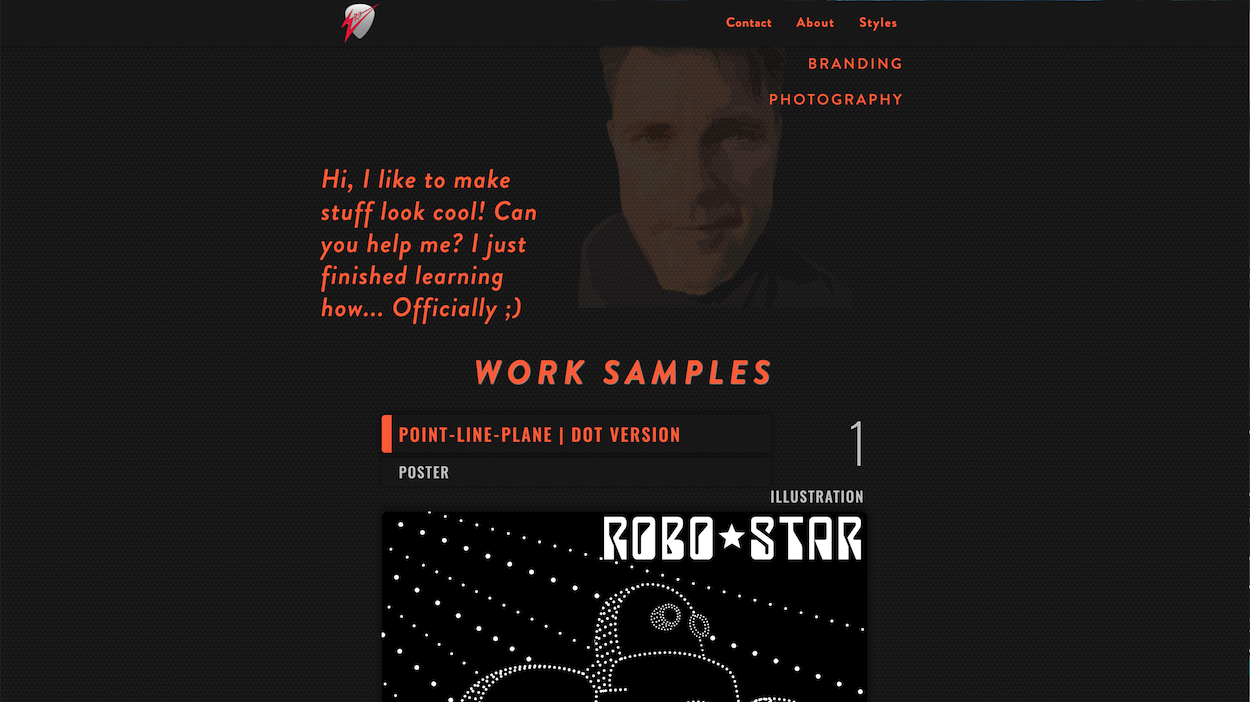 Contact About Styles
BRANDING
PHOTOGRAPHY
Hi, I like to make
stuff look cool! Can
you help me? I just
finished learning
how... Officially ;)
WORK SAMPLES
POINT-LINE-PLANE | DOT VERSION
1
POSTER
ILLUSTRATION
ROBO★STAR